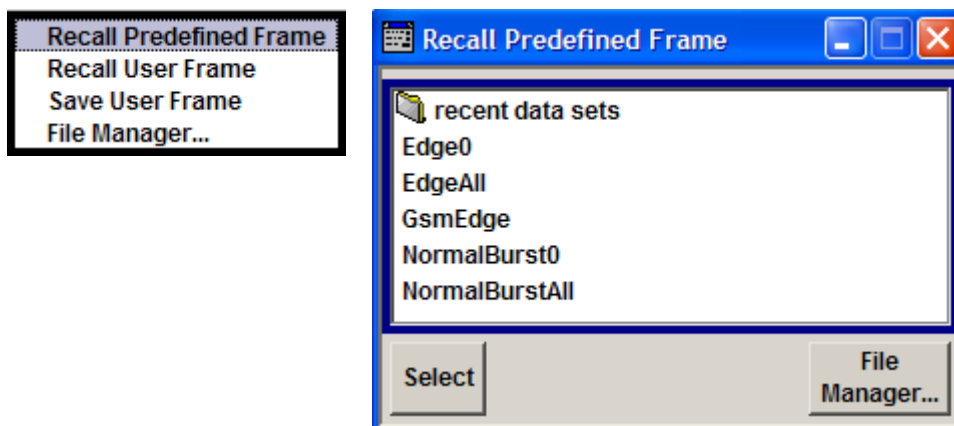 Recall Predefined Frame
Recall User Frame
Save User Frame
File Manager...
Recall Predefined Frame
recent data sets
Edge0
EdgeAll
GsmEdge
NormalBurst0
NormalBurstAll
Select
File
Manager...